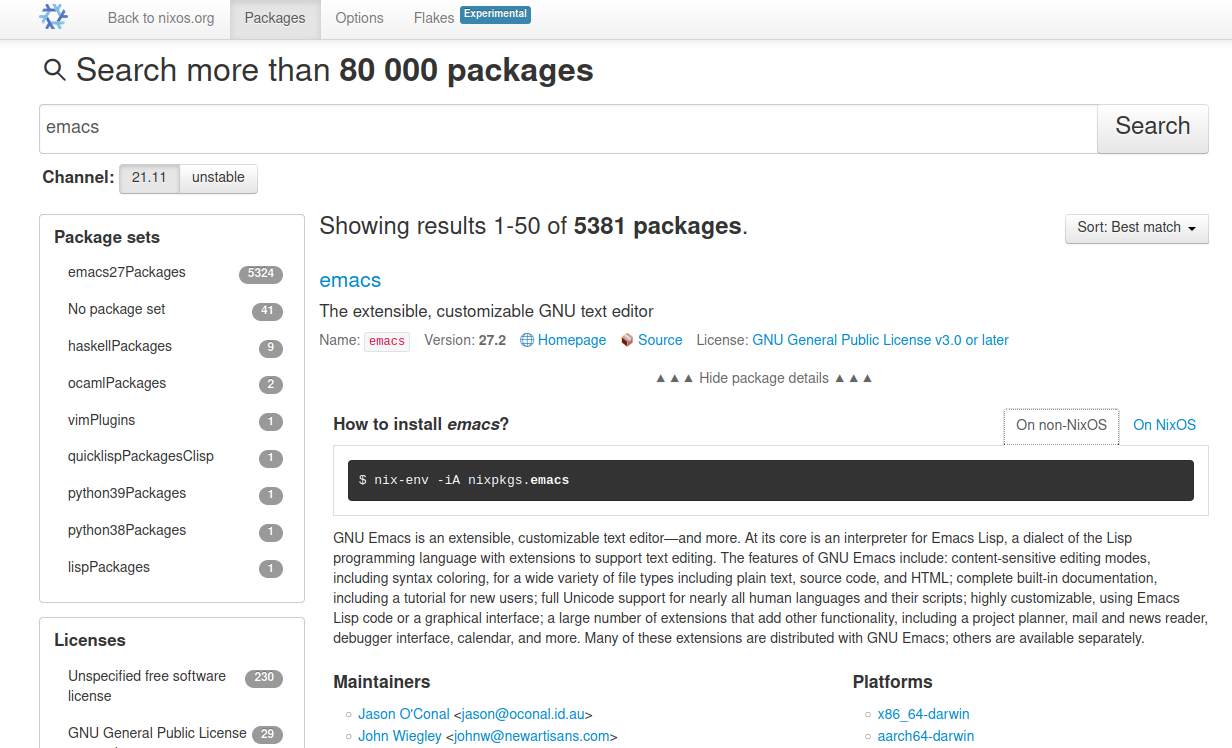 Back to nixos.org Packages Options Flakes Experimental
Search more than 80 000 packages
emacs Search
Channel: 21.11 unstable
Package sets
emacs27Packages 5324
No package set 41
haskellPackages 9
ocamlPackages 2
vimPlugins 1
quicklispPackagesClisp 1
python39Packages 1
python38Packages 1
lispPackages 1
Licenses
Unspecified free software 230
license
GNU General Public License 29
Showing results 1-50 of 5381 packages.
Sort: Best match
emacs
The extensible, customizable GNU text editor
Name: emacs Version: 27.2 Homepage Source License: GNU General Public License v3.0 or later
▲▲▲ Hide package details ▲▲▲
How to install emacs?
On non-NixOS On NixOS
$ nix-env -iA nixpkgs.emacs
GNU Emacs is an extensible, customizable text editor—and more. At its core is an interpreter for Emacs Lisp, a dialect of the Lisp
programming language with extensions to support text editing. The features of GNU Emacs include: content-sensitive editing modes,
including syntax coloring, for a wide variety of file types including plain text, source code, and HTML; complete built-in documentation,
including a tutorial for new users; full Unicode support for nearly all human languages and their scripts; highly customizable, using Emacs
Lisp code or a graphical interface; a large number of extensions that add other functionality, including a project planner, mail and news reader,
debugger interface, calendar, and more. Many of these extensions are distributed with GNU Emacs; others are available separately.
Maintainers
Jason O'Conal <jason@oconal.id.au>
John Wiegley <johnw@newartisans.com>
Platforms
x86_64-darwin
aarch64-darwin